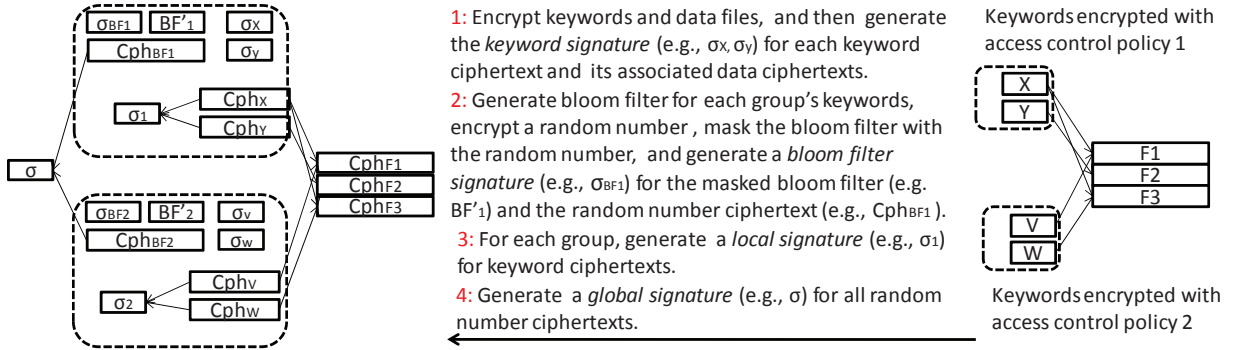 σBF1 BF'1 σX
CphBF1 σy
CphX
σ1
CphY
σ
σBF2 BF'2 σv
CphBF2 σw
CphV
σ2
CphW
CphF1
CphF2
CphF3
1: Encrypt keywords and data files, and then generate
the keyword signature (e.g., σX, σy) for each keyword
ciphertext and its associated data ciphertexts.
2: Generate bloom filter for each group's keywords,
encrypt a random number , mask the bloom filter with
the random number, and generate a bloom filter
signature (e.g., σBF1) for the masked bloom filter (e.g.
BF'1) and the random number ciphertext (e.g., CphBF1).
3: For each group, generate a local signature (e.g., σ1)
for keyword ciphertexts.
4: Generate a global signature (e.g., σ) for all random
number ciphertexts.
Keywords encrypted with
access control policy 1
X
Y
F1
F2
F3
V
W
Keywords encrypted with
access control policy 2